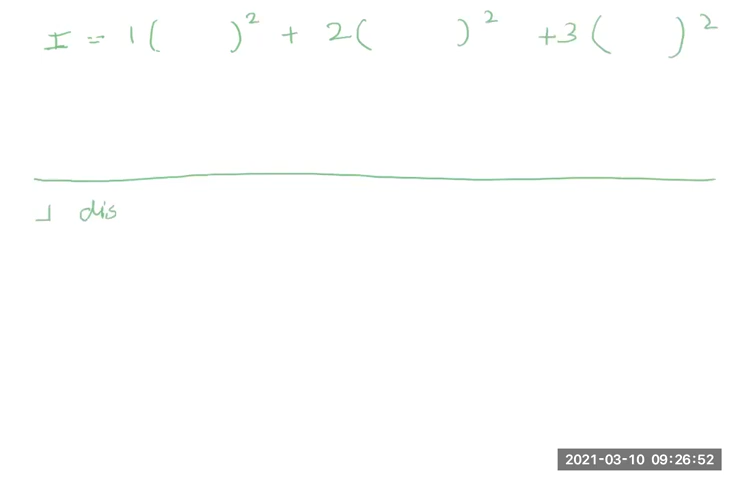 I = 1( )² + 2( )² +3( )²
⊥ dis
2021-03-10 09:26:52